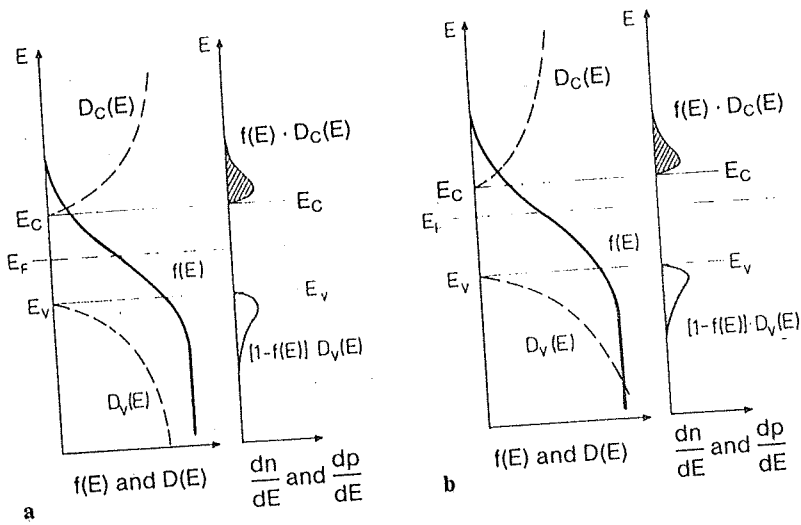 E
D_C(E)
E_C
E_F
E_V
f(E)
D_V(E)
f(E) and D(E)
a
E
f(E) · D_C(E)
E_C
E_V
[1-f(E)] D_V(E)
dn/dE and dp/dE
E
D_C(E)
E_C
E_V
f(E)
D_V(E)
f(E) and D(E)
b
E
f(E) · D_C(E)
E_C
E_V
[1-f(E)]·D_V(E)
dn/dE and dp/dE